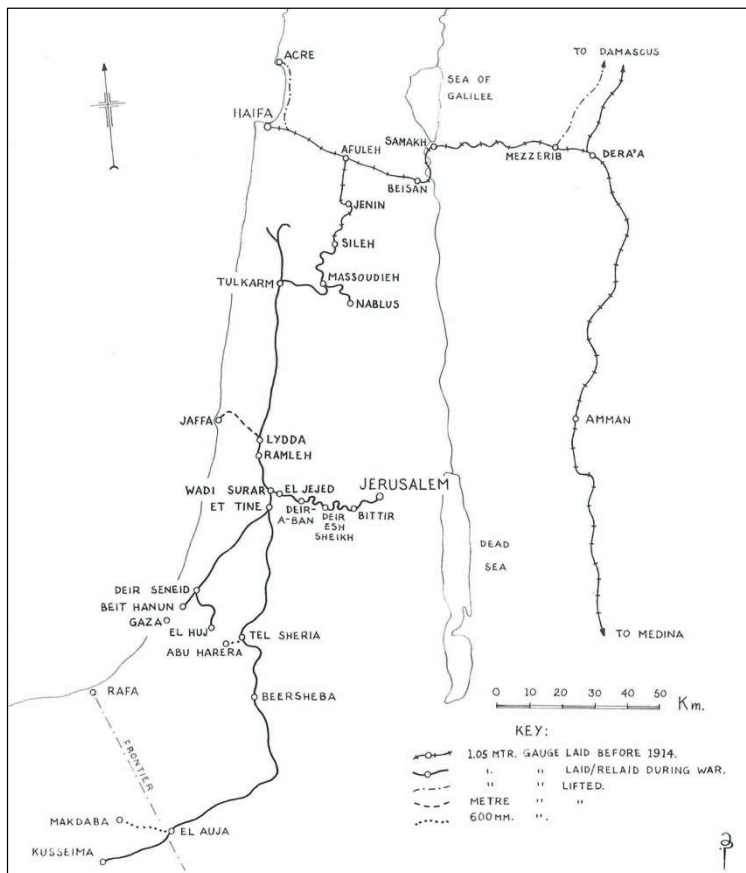 ACRE
TO DAMASCUS
SEA OF
GALILEE
HAIFA
AFULEH
SAMAKH
MEZZERIB
DERA'A
BEISAN
JENIN
SILEH
TULKARM
MASSOUDIEH
NABLUS
JAFFA
LYDDA
RAMLEH
AMMAN
WADI SURAR
EL JEJED
JERUSALEM
ET TINE
DEIR-
A-BAN
DEIR
ESH
SHEIKH
BITTIR
DEAD
SEA
DEIR SENEID
BEIT HANUN
GAZA
EL HUJ
TEL SHERIA
ABU HARERA
TO MEDINA
RAFA
BEERSHEBA
0 10 20 30 40 50 Km.
FRONTIER
KEY:
1.05 MTR. GAUGE LAID BEFORE 1914.
" " LAID/RELAID DURING WAR.
" " LIFTED.
METRE " "
600MM. ".
MAKDABA
EL AUJA
KUSSEIMA